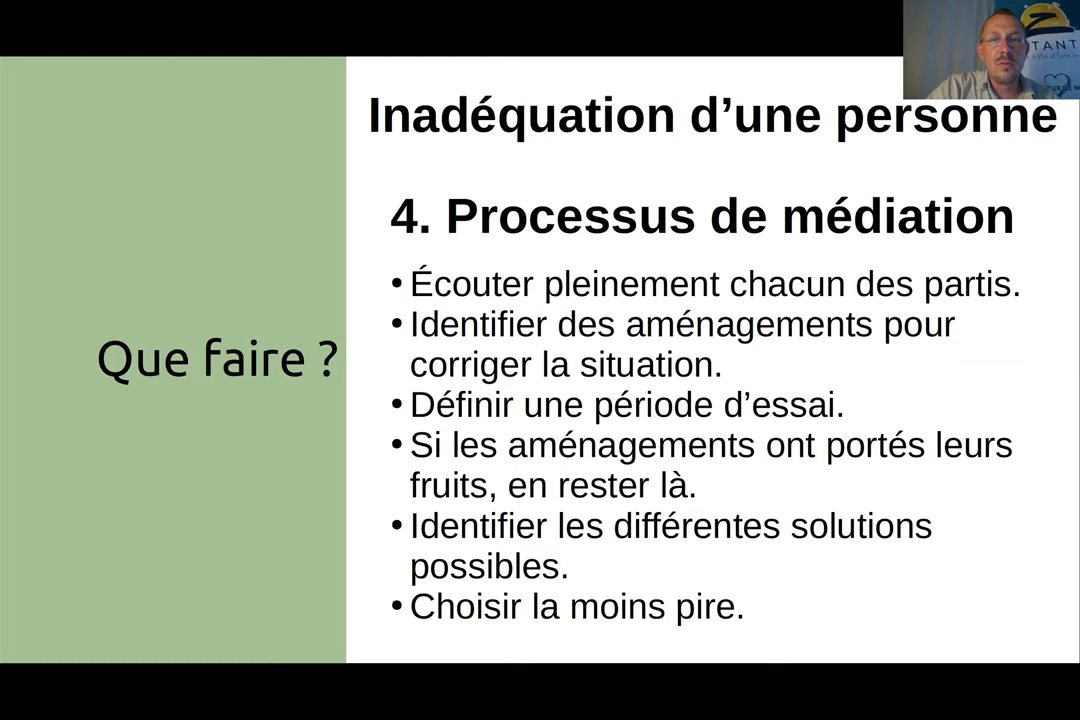 Inadéquation d’une personne
4. Processus de médiation
Que faire ?
•Écouter pleinement chacun des partis.
•Identifier des aménagements pour
corriger la situation.
•Définir une période d’essai.
•Si les aménagements ont portés leurs
fruits, en rester là.
•Identifier les différentes solutions
possibles.
•Choisir la moins pire.